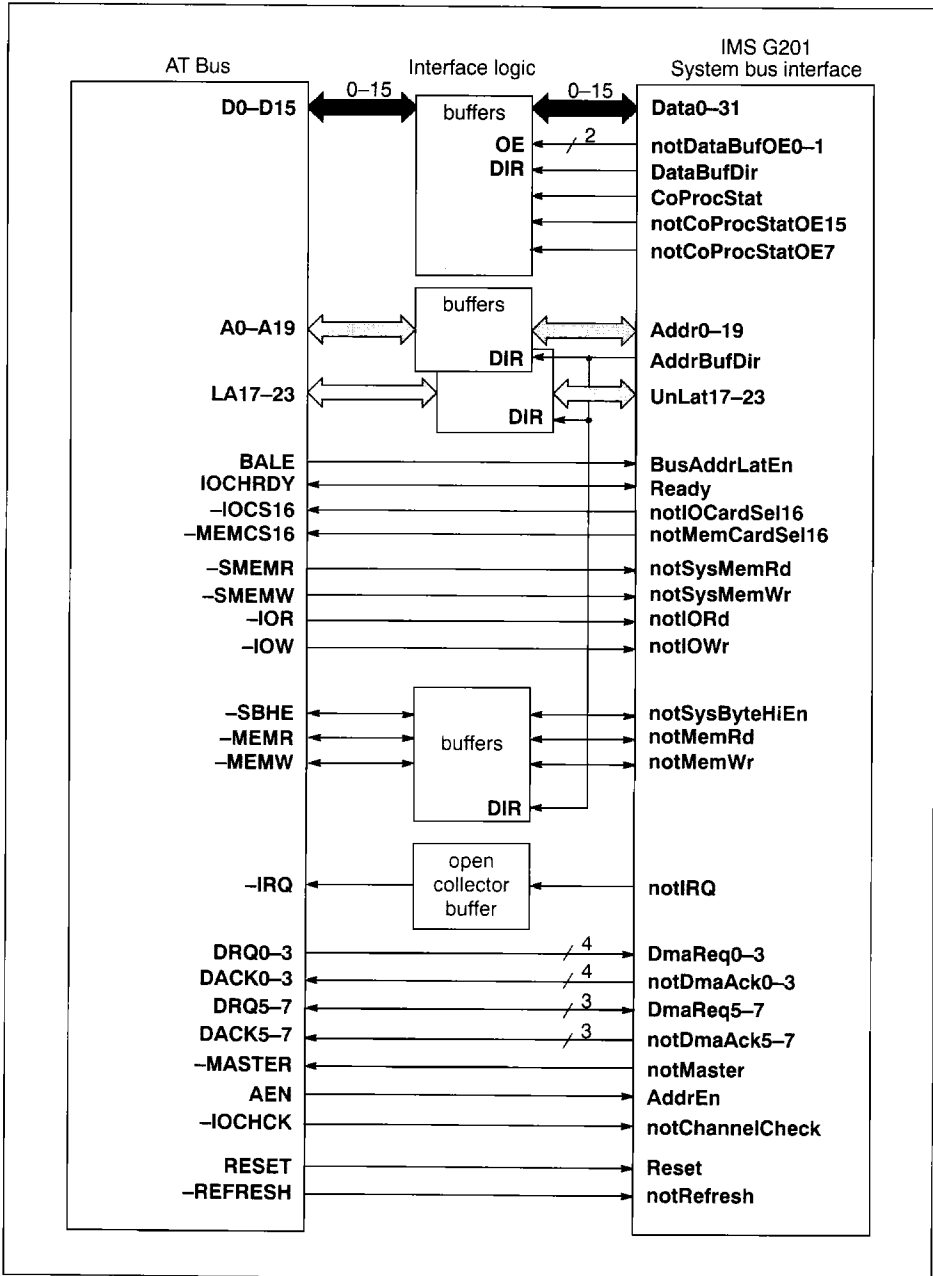 IMS G201
AT Bus Interface logic System bus interface
0–15 0–15
D0–D15 buffers Data0–31
OE 2 notDataBufOE0–1
DIR DataBufDir
CoProcStat
notCoProcStatOE15
notCoProcStatOE7
buffers
A0–A19 Addr0–19
DIR AddrBufDir
LA17–23 UnLat17–23
DIR
BALE BusAddrLatEn
IOCHRDY Ready
–IOCS16 notIOCardSel16
–MEMCS16 notMemCardSel16
–SMEMR notSysMemRd
–SMEMW notSysMemWr
–IOR notIORd
–IOW notIOWr
–SBHE notSysByteHiEn
–MEMR buffers notMemRd
–MEMW notMemWr
DIR
open
–IRQ collector notIRQ
buffer
DRQ0–3 4 DmaReq0–3
DACK0–3 4 notDmaAck0–3
DRQ5–7 3 DmaReq5–7
DACK5–7 3 notDmaAck5–7
–MASTER notMaster
AEN AddrEn
–IOCHCK notChannelCheck
RESET Reset
–REFRESH notRefresh